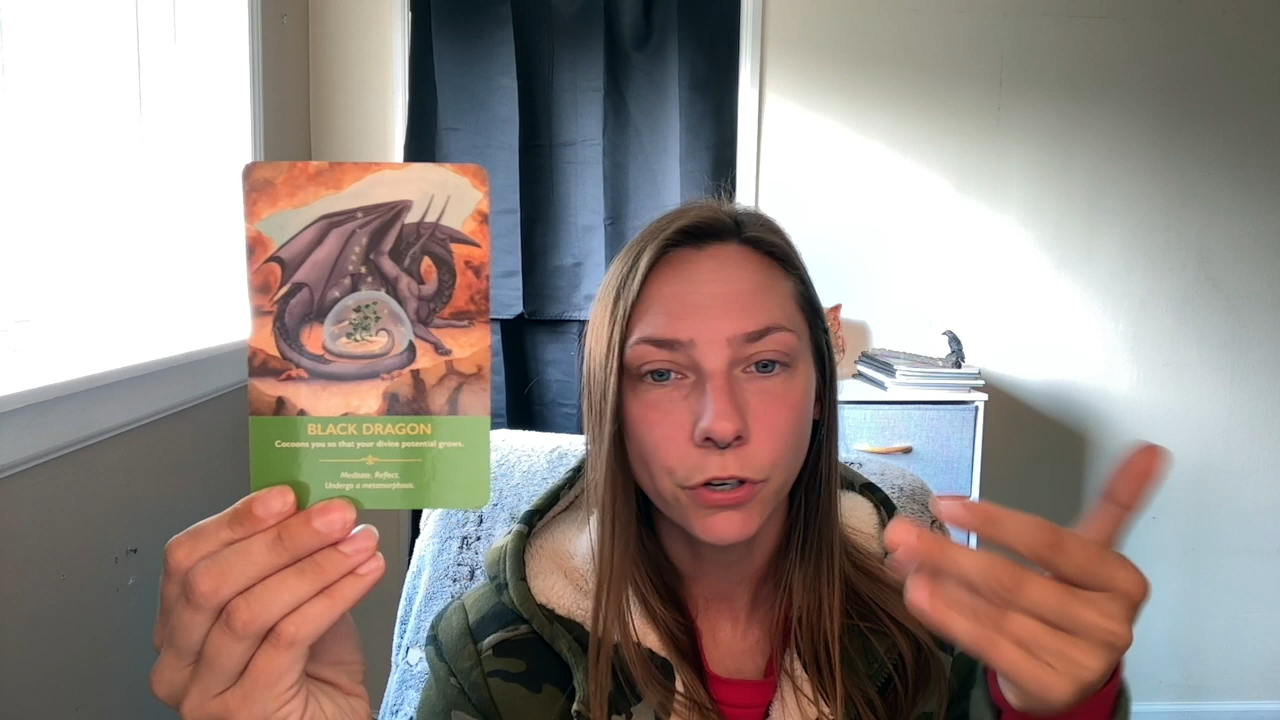 BLACK DRAGON
Cocoons you so that your divine potential grows.
Meditate. Reflect.
Undergo a metamorphosis.